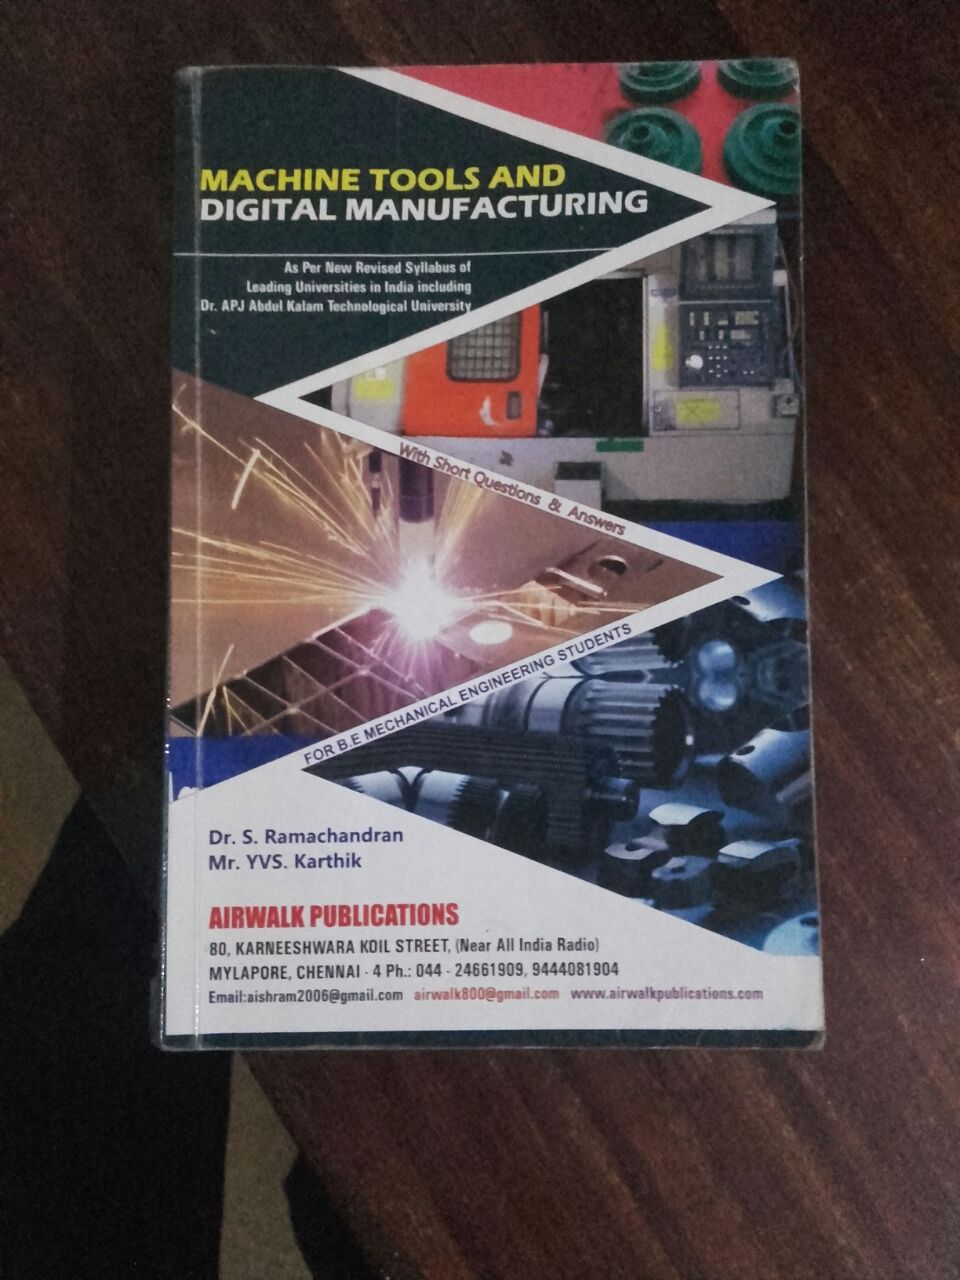 MACHINE TOOLS AND
DIGITAL MANUFACTURING
As Per New Revised Syllabus of
Leading Universities in India including
Dr. APJ Abdul Kalam Technological University
With Short Questions & Answers
FOR B.E MECHANICAL ENGINEERING STUDENTS
Dr. S. Ramachandran
Mr. YVS. Karthik
AIRWALK PUBLICATIONS
80, KARNEESHWARA KOIL STREET, (Near All India Radio)
MYLAPORE, CHENNAI - 4 Ph.: 044 - 24661909, 9444081904
Email:aishram2006@gmail.com airwalk800@gmail.com www.airwalkpublications.com